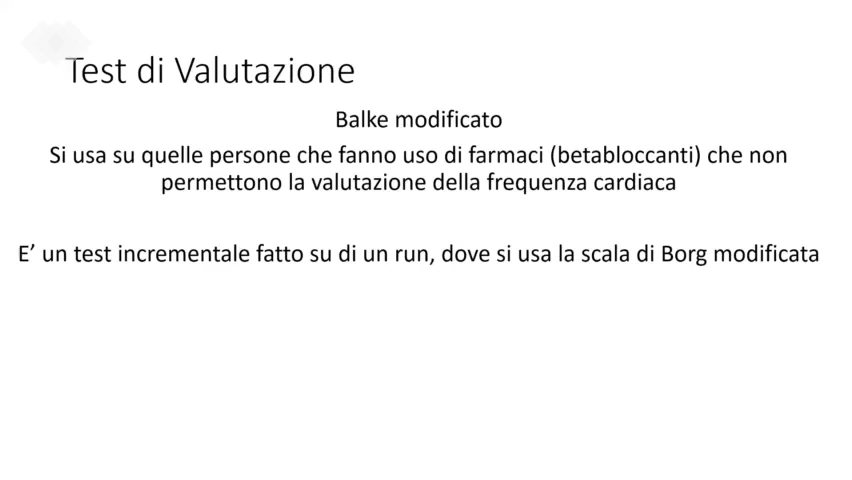 Test di Valutazione
Balke modificato
Si usa su quelle persone che fanno uso di farmaci (betabloccanti) che non
permettono la valutazione della frequenza cardiaca
E’ un test incrementale fatto su di un run, dove si usa la scala di Borg modificata